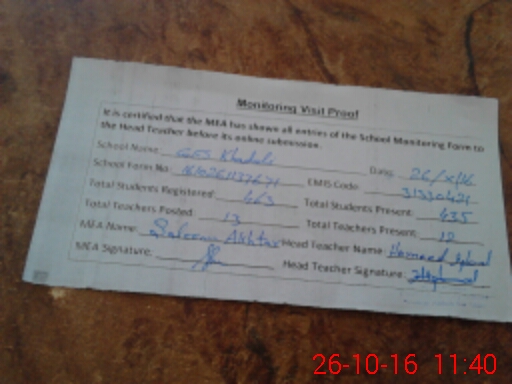 Monitoring Visit Proof
It is certified that the MEA has shown all entries of the School Monitoring Form to
the Head Teacher before its online submission.
School Name: GES Date: 26/X/16
School Form No: EMIS Code: 31330421
Total Students Registered: 463 Total Students Present: 435
Total Teachers Posted: 13 Total Teachers Present: 12
MEA Name: Saleem Akhtar Head Teacher Name:
MEA Signature: Head Teacher Signature:
26-10-16 11:40